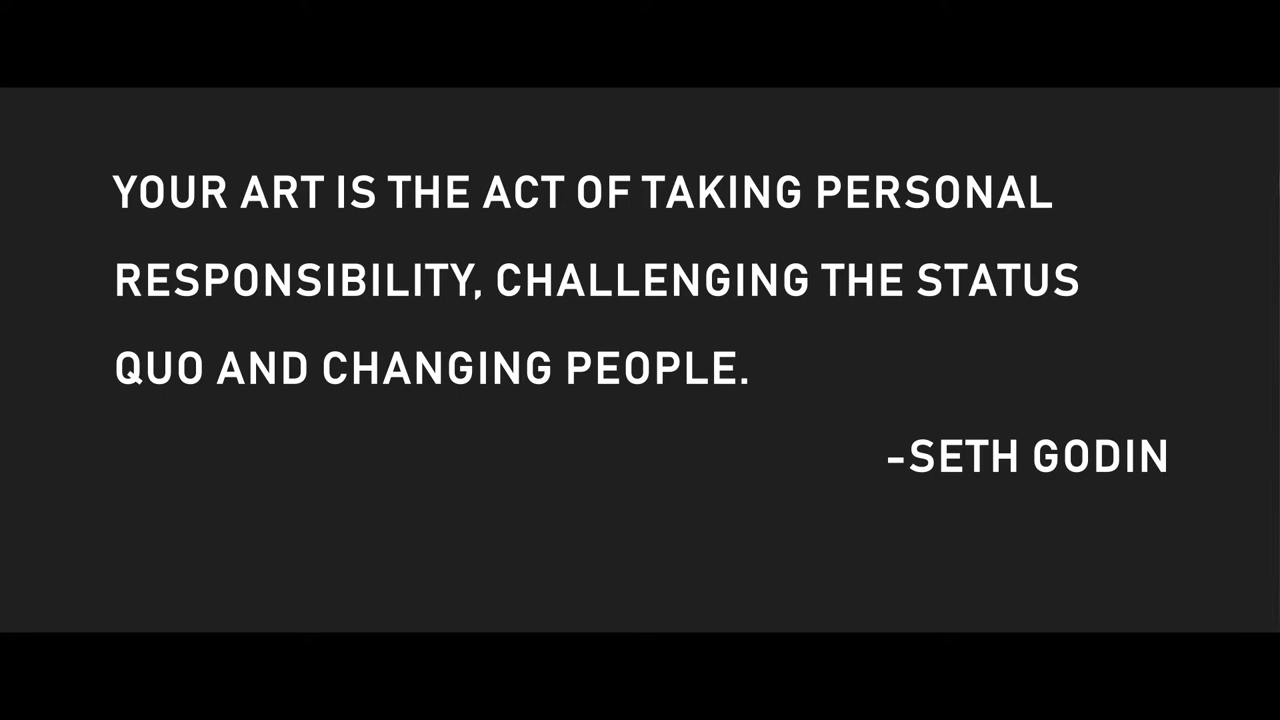 YOUR ART IS THE ACT OF TAKING PERSONAL
RESPONSIBILITY, CHALLENGING THE STATUS
QUO AND CHANGING PEOPLE.
-SETH GODIN